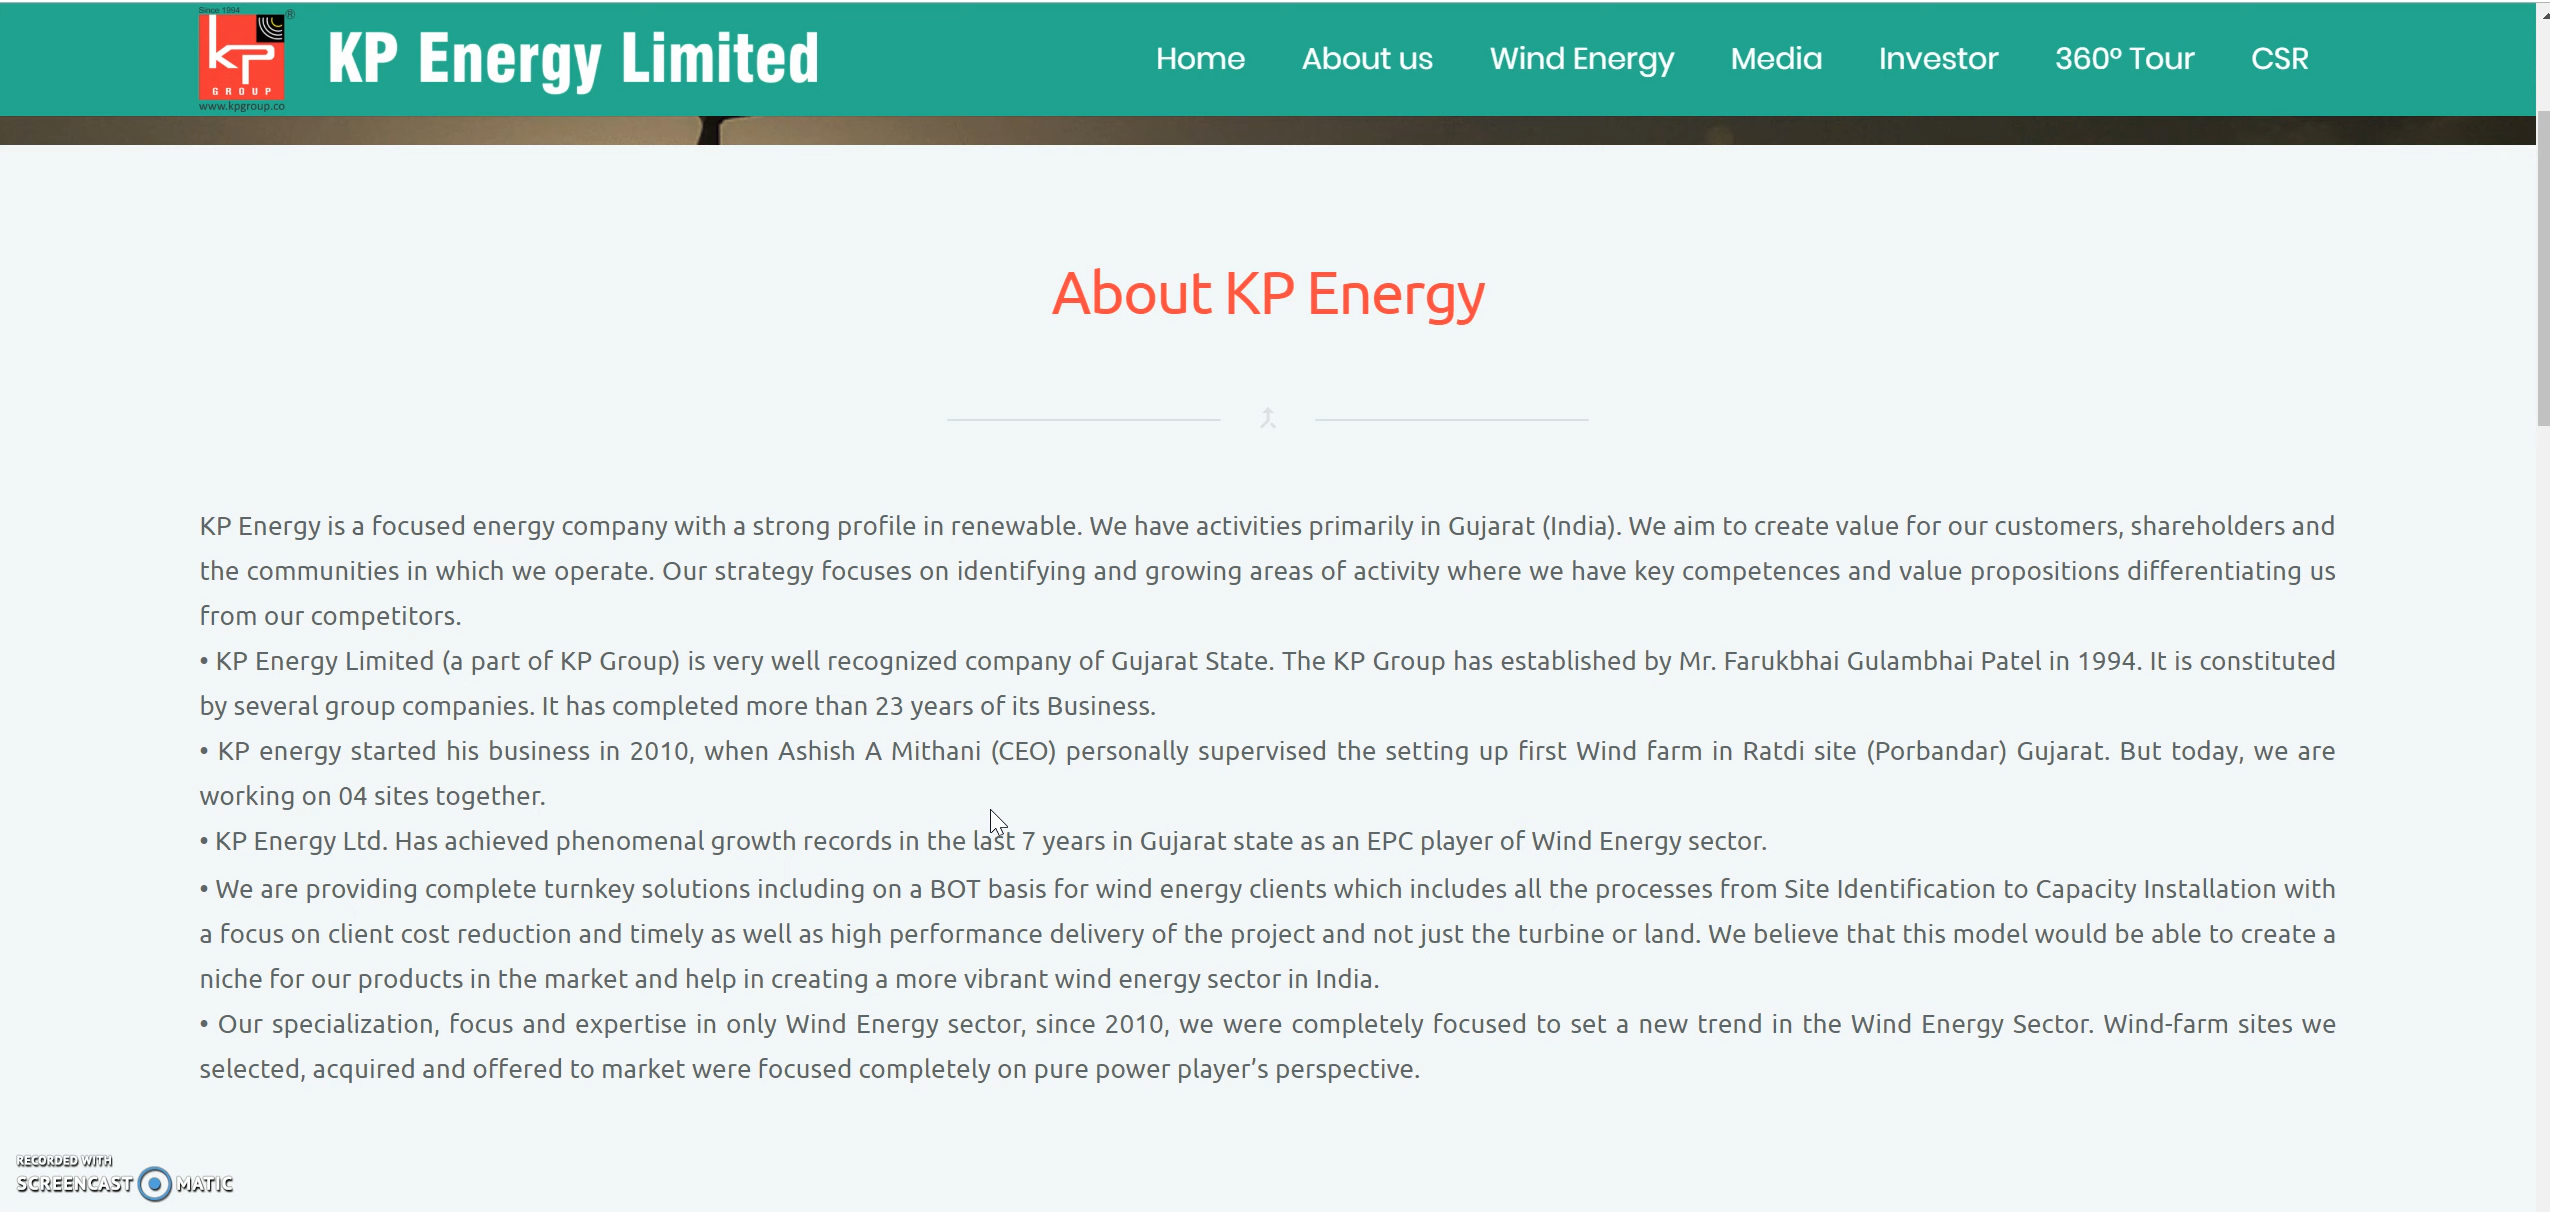 Since 1994
®
kp
GROUP
www.kpgroup.co
KP Energy Limited
Home About us Wind Energy Media Investor 360° Tour CSR
About KP Energy
KP Energy is a focused energy company with a strong profile in renewable. We have activities primarily in Gujarat (India). We aim to create value for our customers, shareholders and
the communities in which we operate. Our strategy focuses on identifying and growing areas of activity where we have key competences and value propositions differentiating us
from our competitors.
• KP Energy Limited (a part of KP Group) is very well recognized company of Gujarat State. The KP Group has established by Mr. Farukbhai Gulambhai Patel in 1994. It is constituted
by several group companies. It has completed more than 23 years of its Business.
• KP energy started his business in 2010, when Ashish A Mithani (CEO) personally supervised the setting up first Wind farm in Ratdi site (Porbandar) Gujarat. But today, we are
working on 04 sites together.
• KP Energy Ltd. Has achieved phenomenal growth records in the last 7 years in Gujarat state as an EPC player of Wind Energy sector.
• We are providing complete turnkey solutions including on a BOT basis for wind energy clients which includes all the processes from Site Identification to Capacity Installation with
a focus on client cost reduction and timely as well as high performance delivery of the project and not just the turbine or land. We believe that this model would be able to create a
niche for our products in the market and help in creating a more vibrant wind energy sector in India.
• Our specialization, focus and expertise in only Wind Energy sector, since 2010, we were completely focused to set a new trend in the Wind Energy Sector. Wind-farm sites we
selected, acquired and offered to market were focused completely on pure power player’s perspective.
RECORDED WITH
SCREENCAST MATIC